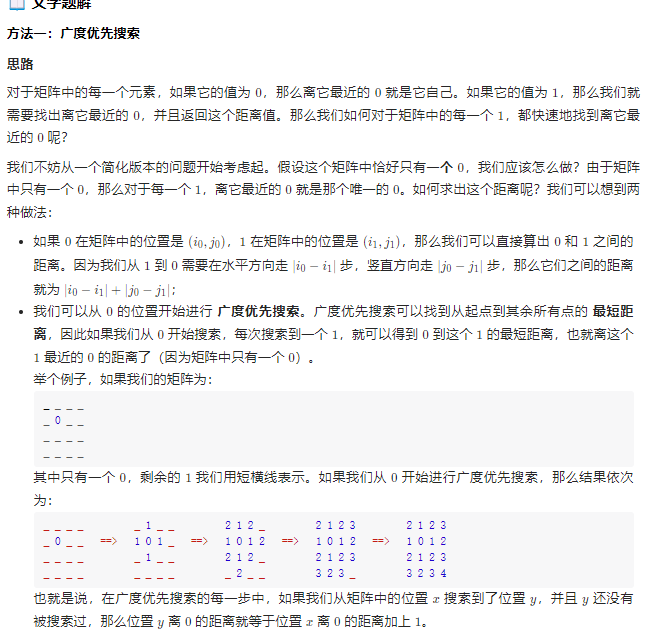 文字题解
方法一：广度优先搜索
思路
对于矩阵中的每一个元素，如果它的值为 0，那么离它最近的 0 就是它自己。如果它的值为 1，那么我们就
需要找出离它最近的 0，并且返回这个距离值。那么我们如何对于矩阵中的每一个 1，都快速地找到离它最
近的 0 呢？
我们不妨从一个简化版本的问题开始考虑起。假设这个矩阵中恰好只有一个 0，我们应该怎么做？由于矩阵
中只有一个 0，那么对于每一个 1，离它最近的 0 就是那个唯一的 0。如何求出这个距离呢？我们可以想到两
种做法：
• 如果 0 在矩阵中的位置是 (i₀, j₀)，1 在矩阵中的位置是 (i₁, j₁)，那么我们可以直接算出 0 和 1 之间的
距离。因为我们从 1 到 0 需要在水平方向走 |i₀ − i₁| 步，竖直方向走 |j₀ − j₁| 步，那么它们之间的距离
就为 |i₀ − i₁| + |j₀ − j₁|；
• 我们可以从 0 的位置开始进行 广度优先搜索。广度优先搜索可以找到从起点到其余所有点的 最短距
离，因此如果我们从 0 开始搜索，每次搜索到一个 1，就可以得到 0 到这个 1 的最短距离，也就离这个
1 最近的 0 的距离了（因为矩阵中只有一个 0）。
举个例子，如果我们的矩阵为：
_ _ _ _
_ 0 _ _
_ _ _ _
_ _ _ _
其中只有一个 0，剩余的 1 我们用短横线表示。如果我们从 0 开始进行广度优先搜索，那么结果依次
为：
_ _ _ _ _ 1 _ _ 2 1 2 _ 2 1 2 3 2 1 2 3
_ 0 _ _ ==> 1 0 1 _ ==> 1 0 1 2 ==> 1 0 1 2 ==> 1 0 1 2
_ _ _ _ _ 1 _ _ 2 1 2 _ 2 1 2 3 2 1 2 3
_ _ _ _ _ _ _ _ _ 2 _ _ 3 2 3 _ 3 2 3 4
也就是说，在广度优先搜索的每一步中，如果我们从矩阵中的位置 x 搜索到了位置 y，并且 y 还没有
被搜索过，那么位置 y 离 0 的距离就等于位置 x 离 0 的距离加上 1。